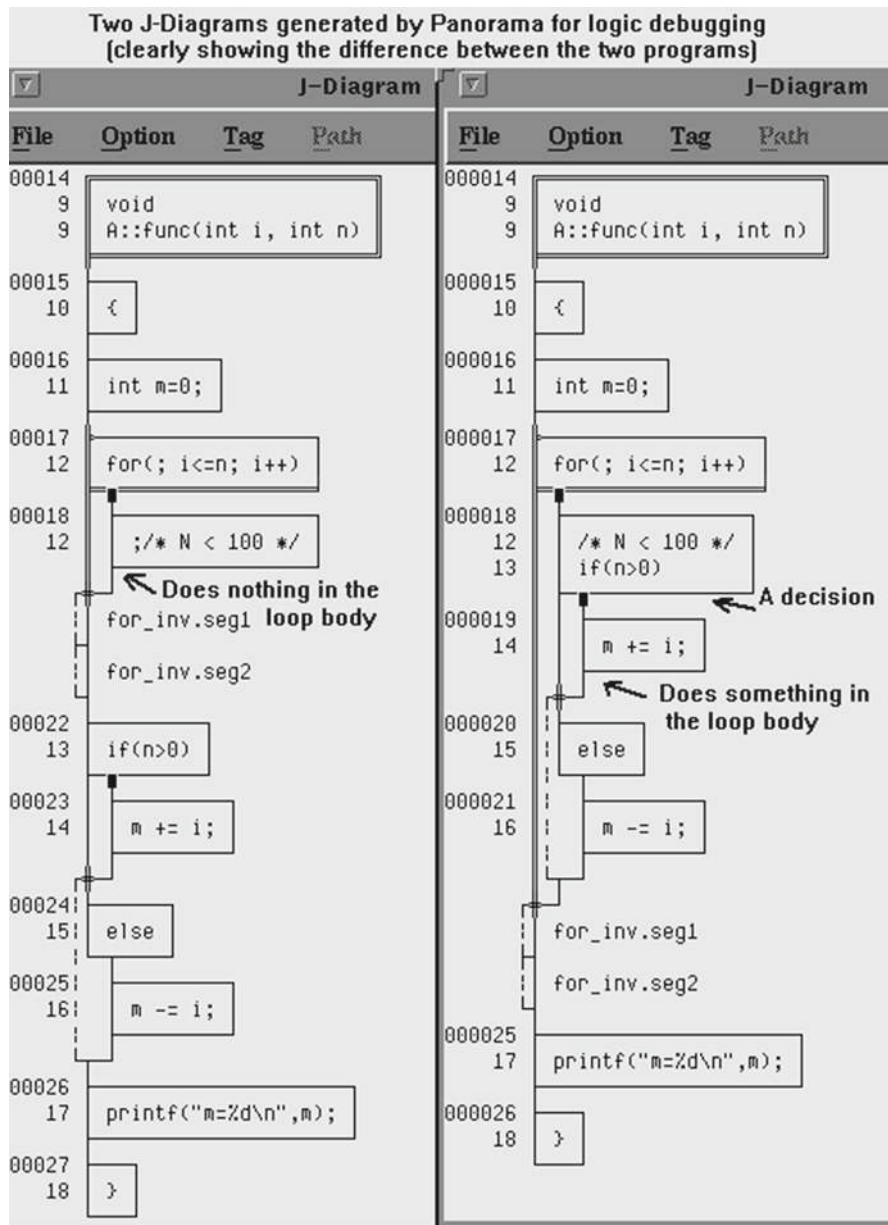 Two J-Diagrams generated by Panorama for logic debugging
(clearly showing the difference between the two programs)
J-Diagram
File Option Tag Path
00014
9 void
9 A::func(int i, int n)
00015
10 {
00016
11 int m=0;
00017
12 for(; i<=n; i++)
00018
12 ;/* N < 100 */
Does nothing in the
loop body
for_inv.seg1
for_inv.seg2
00022
13 if(n>0)
00023
14 m += i;
00024
15 else
00025
16 m -= i;
00026
17 printf("m=%d\n",m);
00027
18 }
J-Diagram
File Option Tag Path
000014
9 void
9 A::func(int i, int n)
000015
10 {
000016
11 int m=0;
000017
12 for(; i<=n; i++)
000018
12 /* N < 100 */
13 if(n>0)
A decision
000019
14 m += i;
Does something in
the loop body
000020
15 else
000021
16 m -= i;
for_inv.seg1
for_inv.seg2
000025
17 printf("m=%d\n",m);
000026
18 }